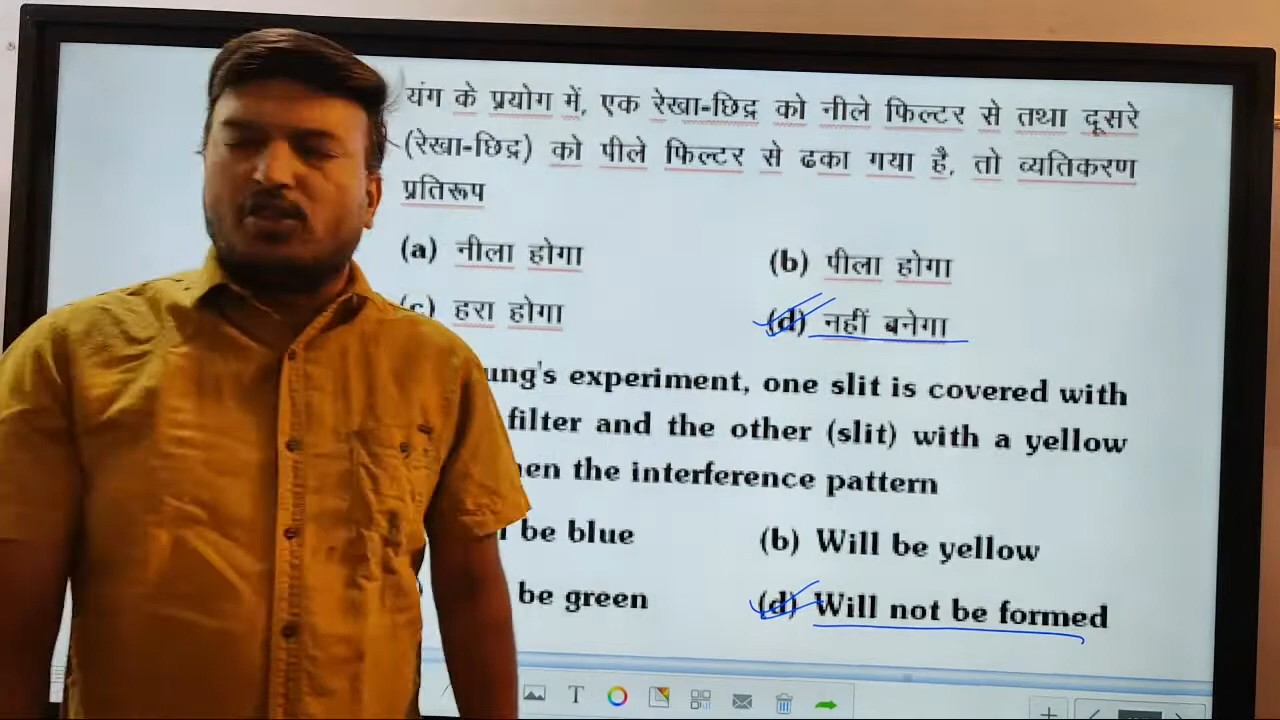 यंग के प्रयोग में, एक रेखा-छिद्र को नीले फिल्टर से तथा दूसरे
(रेखा-छिद्र) को पीले फिल्टर से ढका गया है, तो व्यतिकरण
प्रतिरूप
(a) नीला होगा (b) पीला होगा
(c) हरा होगा (d) नहीं बनेगा
ung's experiment, one slit is covered with
filter and the other (slit) with a yellow
en the interference pattern
be blue (b) Will be yellow
be green (d) Will not be formed
T